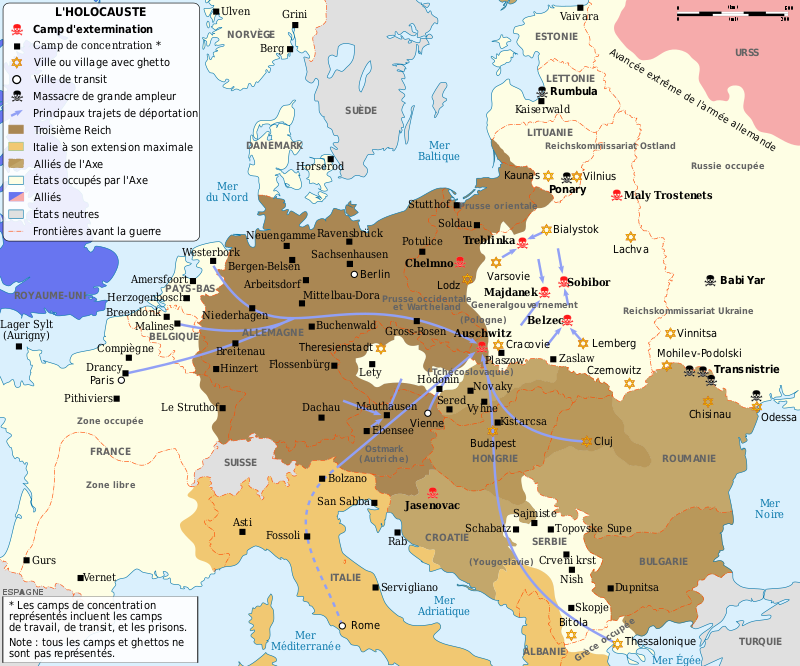 L'HOLOCAUSTE
Camp d'extermination
Camp de concentration *
Ville ou village avec ghetto
Ville de transit
Massacre de grande ampleur
Principaux trajets de déportation
Troisième Reich
Italie à son extension maximale
Alliés de l'Axe
États occupés par l'Axe
Alliés
États neutres
Frontières avant la guerre
Ulven
Grini
NORVÈGE
Berg
SUÈDE
DANEMARK
Horserød
Mer
du Nord
Mer
Baltique
Vaivara
ESTONIE
LETTONIE
Rumbula
Kaiserwald
LITUANIE
Reichskommissariat Ostland
URSS
Avancée extrême de l'armée allemande
Russie occupée
Kaunas
Vilnius
Ponary
Maly Trostenets
Stutthof
Prusse orientale
Soldau
Potulice
Treblinka
Bialystok
Lachva
Chelmno
Lodz
Varsovie
Majdanek
Sobibor
Generalgouvernement
Belzec
(Pologne)
Babi Yar
Reichskommissariat Ukraine
Neuengamme
Ravensbrück
Westerbork
Sachsenhausen
Bergen-Belsen
Berlin
Amersfoort
PAYS-BAS
Arbeitsdorf
Herzogenbosch
Mittelbau-Dora
Prusse occidentale
et Wartheland
ROYAUME-UNI
Breendonk
Niederhagen
Malines
BELGIQUE
ALLEMAGNE
Buchenwald
Gross-Rosen
Lager Sylt
(Aurigny)
Compiègne
Breitenau
Theresienstadt
Auschwitz
Cracovie
Plaszow
Lemberg
Zaslaw
Vinnitsa
Mohilev-Podolski
Transnistrie
Drancy
Paris
Hinzert
Flossenbürg
Lety
(Tchécoslovaquie)
Hodonin
Novaky
Czernowitz
Pithiviers
Le Struthof
Dachau
Mauthausen
Sered
Vyhne
Chisinau
Odessa
Zone occupée
Vienne
Ebensee
Kistarcsa
FRANCE
Ostmark
(Autriche)
Budapest
Cluj
SUISSE
HONGRIE
ROUMANIE
Zone libre
Bolzano
San Sabba
Jasenovac
Mer
Noire
Asti
Fossoli
Rab
CROATIE
Sajmiste
Schabatz
Topovske Supe
SERBIE
Crveni krst
(Yougoslavie)
Nish
BULGARIE
Gurs
Vernet
ITALIE
Servigliano
Dupnitsa
ESPAGNE
Mer
Adriatique
Skopje
Bitola
Rome
Mer
Méditerranée
ALBANIE
Grèce occupée
Thessalonique
TURQUIE
Mer Égée
* Les camps de concentration
représentés incluent les camps
de travail, de transit, et les prisons.
Note : tous les camps et ghettos ne
sont pas représentés.